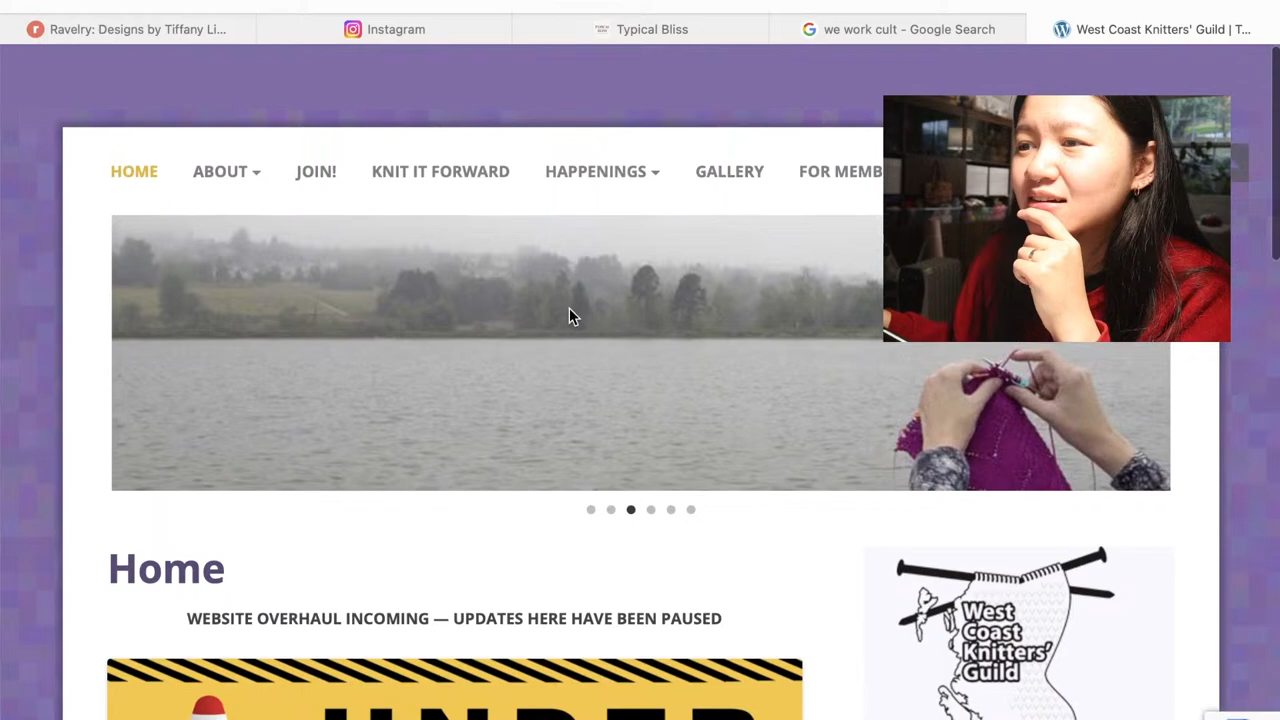 Ravelry: Designs by Tiffany Li...
Instagram
Typical Bliss
we work cult - Google Search
West Coast Knitters' Guild | T...
HOME ABOUT JOIN! KNIT IT FORWARD HAPPENINGS GALLERY FOR MEMB
Home
WEBSITE OVERHAUL INCOMING — UPDATES HERE HAVE BEEN PAUSED
UNDER
West
Coast
Knitters'
Guild